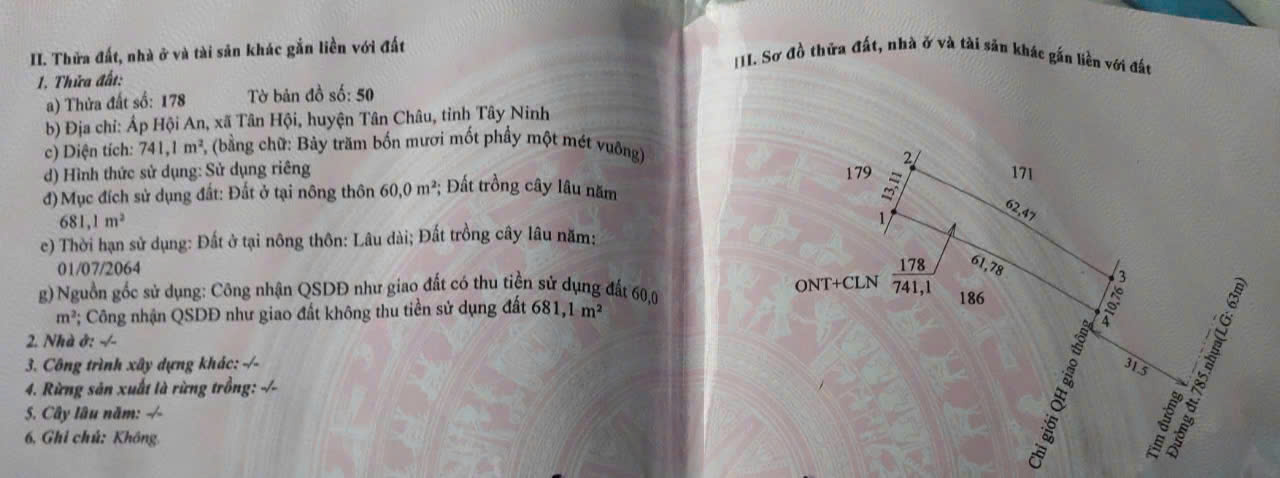 II. Thửa đất, nhà ở và tài sản khác gắn liền với đất
1. Thửa đất:
a) Thửa đất số: 178 Tờ bản đồ số: 50
b) Địa chỉ: Ấp Hội An, xã Tân Hội, huyện Tân Châu, tỉnh Tây Ninh
c) Diện tích: 741,1 m², (bằng chữ: Bảy trăm bốn mươi mốt phẩy một mét vuông)
d) Hình thức sử dụng: Sử dụng riêng
đ) Mục đích sử dụng đất: Đất ở tại nông thôn 60,0 m²; Đất trồng cây lâu năm
681,1 m²
e) Thời hạn sử dụng: Đất ở tại nông thôn: Lâu dài; Đất trồng cây lâu năm:
01/07/2064
g) Nguồn gốc sử dụng: Công nhận QSDĐ như giao đất có thu tiền sử dụng đất 60,0
m²; Công nhận QSDĐ như giao đất không thu tiền sử dụng đất 681,1 m²
2. Nhà ở: -/-
3. Công trình xây dựng khác: -/-
4. Rừng sản xuất là rừng trồng: -/-
5. Cây lâu năm: -/-
6. Ghi chú: Không.
III. Sơ đồ thửa đất, nhà ở và tài sản khác gắn liền với đất
179
2
171
13,11
62,47
1
61,78
3
ONT+CLN 178
741,1
186
10,76
4
31.5
Chỉ giới QH giao thông
Tim đường
Đường đt.785.nhựa(LG: 63m)